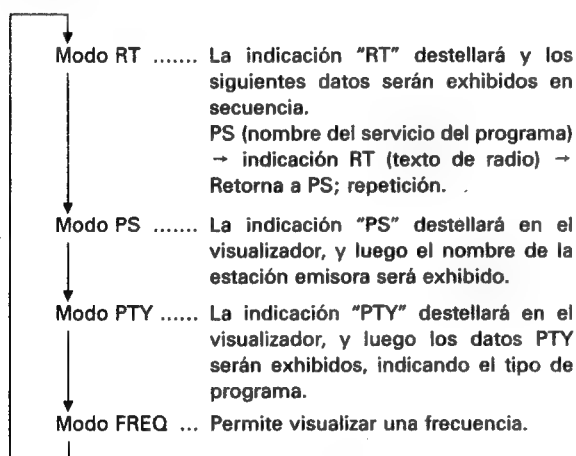 Modo RT ....... La indicación "RT" destellará y los
siguientes datos serán exhibidos en
secuencia.
PS (nombre del servicio del programa)
→ indicación RT (texto de radio) →
Retorna a PS; repetición.
Modo PS ....... La indicación "PS" destellará en el
visualizador, y luego el nombre de la
estación emisora será exhibido.
Modo PTY ...... La indicación "PTY" destellará en el
visualizador, y luego los datos PTY
serán exhibidos, indicando el tipo de
programa.
Modo FREQ ... Permite visualizar una frecuencia.